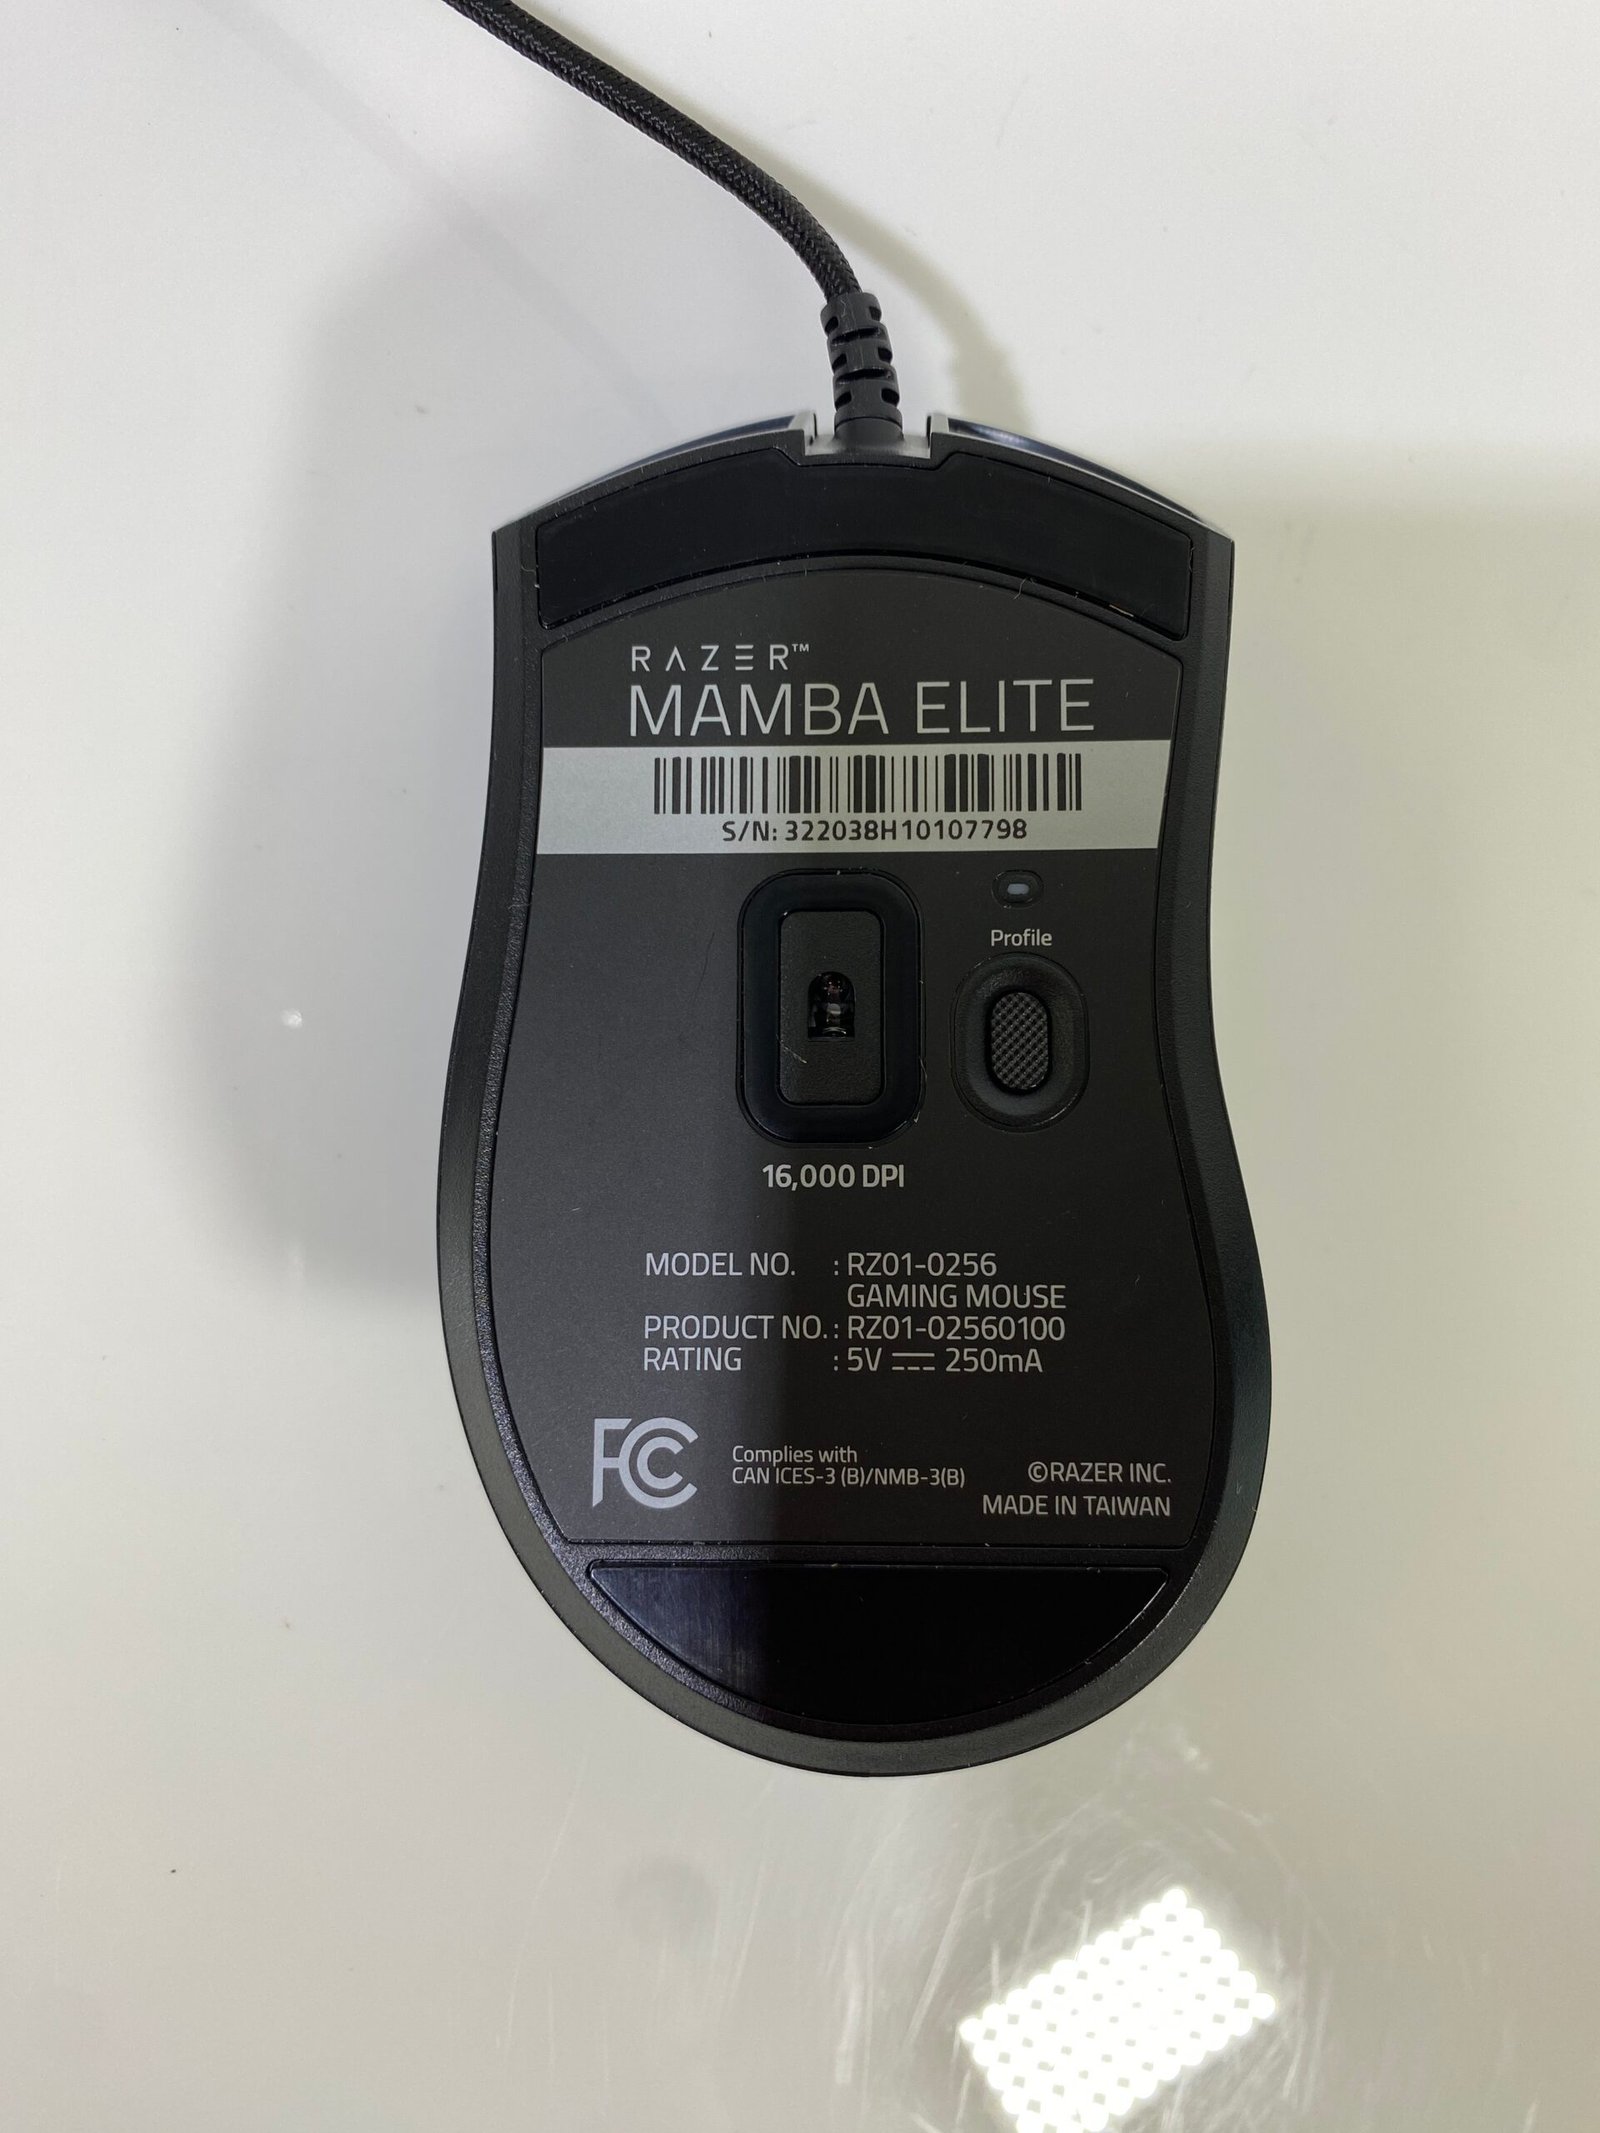 RAZER™
MAMBA ELITE
S/N: 322038H10107798
Profile
16,000 DPI
MODEL NO. : RZ01-0256
GAMING MOUSE
PRODUCT NO. : RZ01-02560100
RATING : 5V ⎓ 250mA
FC
Complies with
CAN ICES-3 (B)/NMB-3(B)
©RAZER INC.
MADE IN TAIWAN